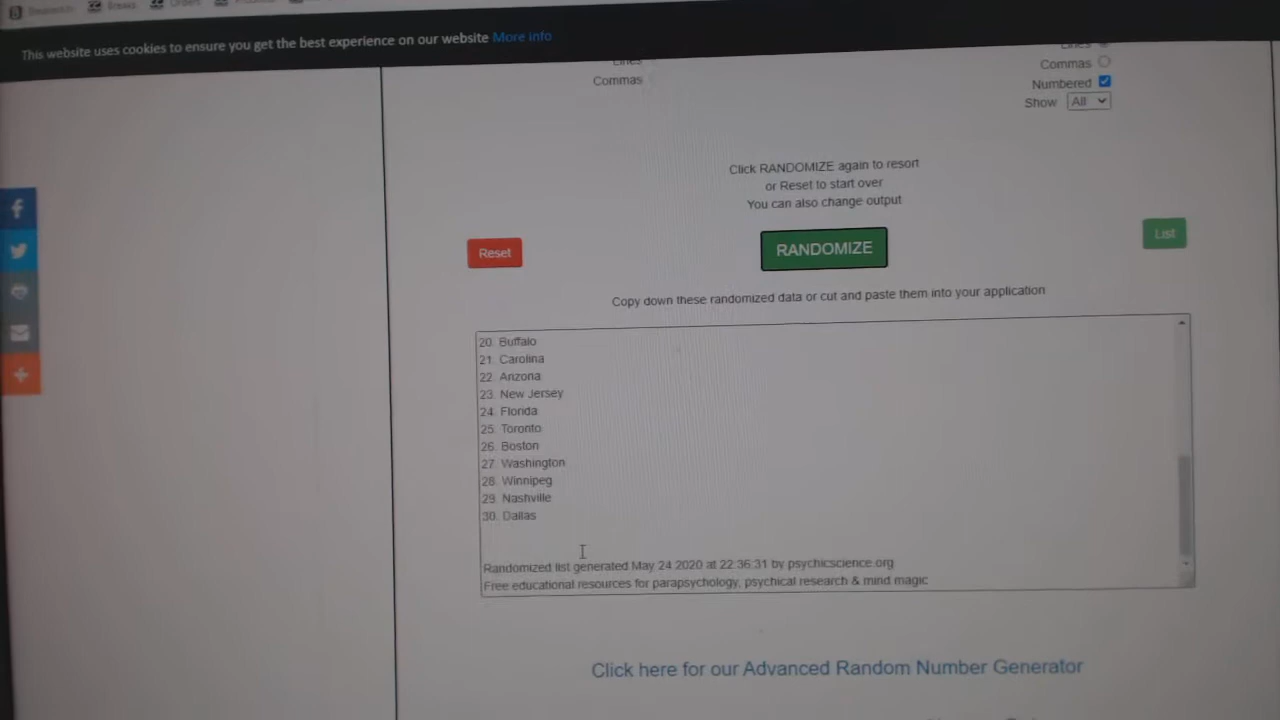 This website uses cookies to ensure you get the best experience on our website More info
Lines
Commas
Lines
Commas
Numbered
Show All
Click RANDOMIZE again to resort
or Reset to start over
You can also change output
Reset
RANDOMIZE
List
Copy down these randomized data or cut and paste them into your application
20. Buffalo
21. Carolina
22. Arizona
23. New Jersey
24. Florida
25. Toronto
26. Boston
27. Washington
28. Winnipeg
29. Nashville
30. Dallas
Randomized list generated May 24 2020 at 22:36:31 by psychicscience.org
Free educational resources for parapsychology, psychical research & mind magic
Click here for our Advanced Random Number Generator